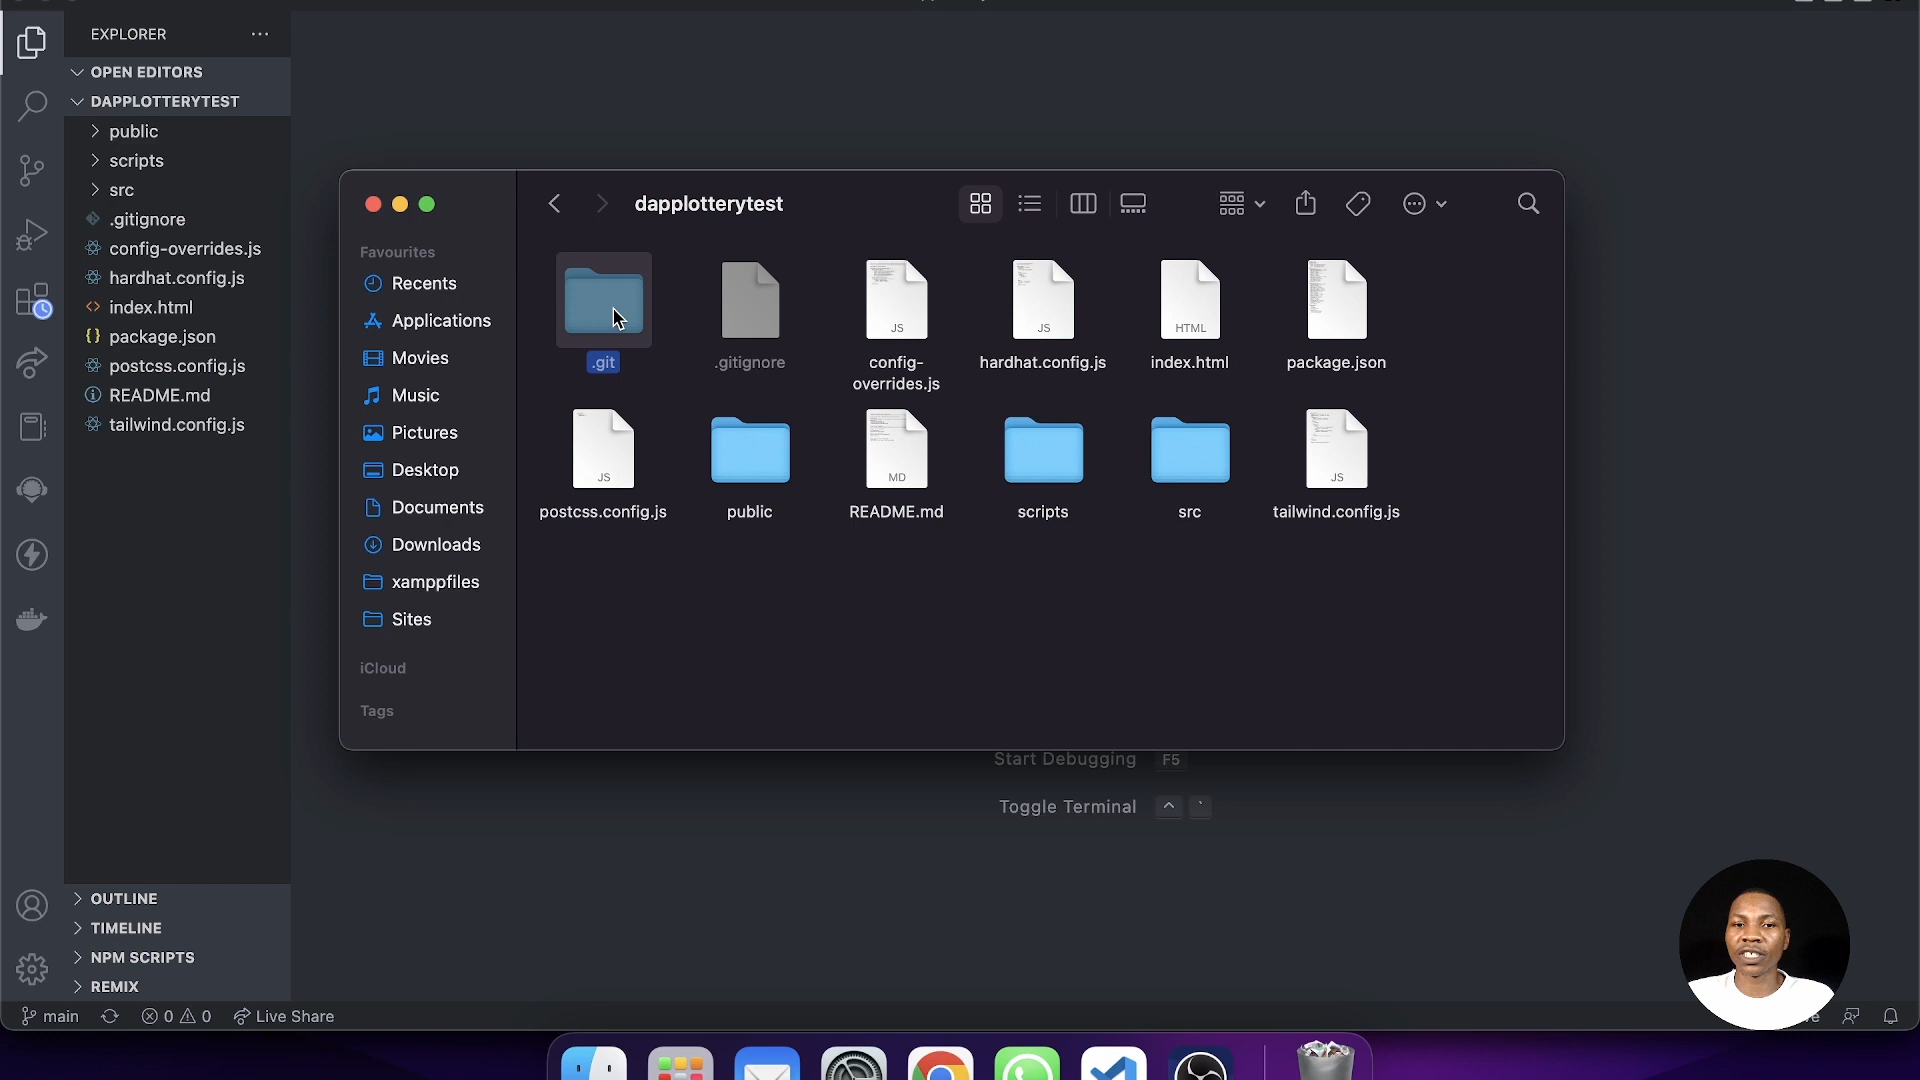 EXPLORER
OPEN EDITORS
DAPPLOTTERYTEST
public
scripts
src
.gitignore
config-overrides.js
hardhat.config.js
index.html
package.json
postcss.config.js
README.md
tailwind.config.js
OUTLINE
TIMELINE
NPM SCRIPTS
REMIX
main
0
0
Live Share
dapplotterytest
Favourites
Recents
Applications
Movies
Music
Pictures
Desktop
Documents
Downloads
xamppfiles
Sites
iCloud
Tags
JS
JS
HTML
.git
.gitignore
config-
overrides.js
hardhat.config.js
index.html
package.json
JS
MD
JS
postcss.config.js
public
README.md
scripts
src
tailwind.config.js
Start Debugging F5
Toggle Terminal ^ `